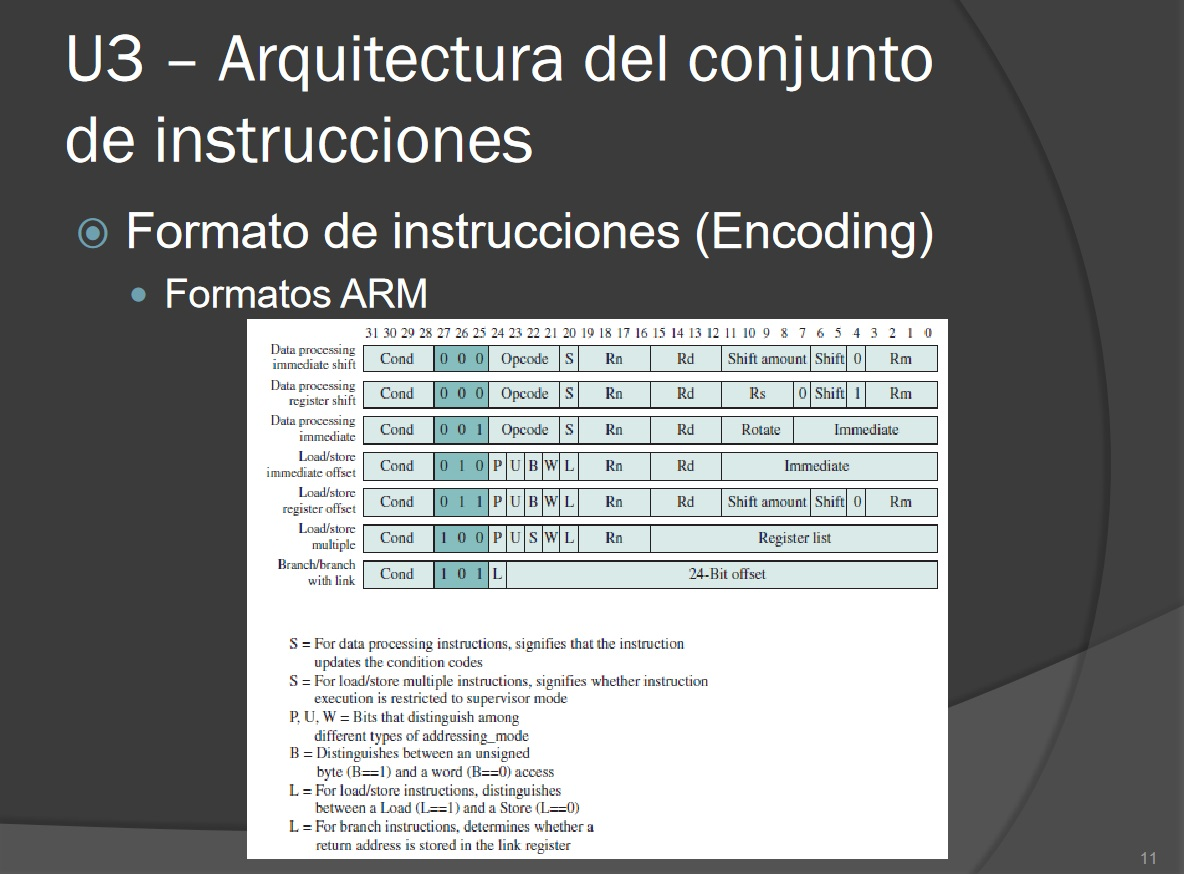 U3 – Arquitectura del conjunto
de instrucciones
Formato de instrucciones (Encoding)
Formatos ARM
31 30 29 28 27 26 25 24 23 22 21 20 19 18 17 16 15 14 13 12 11 10 9 8 7 6 5 4 3 2 1 0
Data processing
immediate shift
Cond 0 0 0 Opcode S Rn Rd Shift amount Shift 0 Rm
Data processing
register shift
Cond 0 0 0 Opcode S Rn Rd Rs 0 Shift 1 Rm
Data processing
immediate
Cond 0 0 1 Opcode S Rn Rd Rotate Immediate
Load/store
immediate offset
Cond 0 1 0 P U B W L Rn Rd Immediate
Load/store
register offset
Cond 0 1 1 P U B W L Rn Rd Shift amount Shift 0 Rm
Load/store
multiple
Cond 1 0 0 P U S W L Rn Register list
Branch/branch
with link
Cond 1 0 1 L 24-Bit offset
S = For data processing instructions, signifies that the instruction
updates the condition codes
S = For load/store multiple instructions, signifies whether instruction
execution is restricted to supervisor mode
P, U, W = Bits that distinguish among
different types of addressing_mode
B = Distinguishes between an unsigned
byte (B==1) and a word (B==0) access
L = For load/store instructions, distinguishes
between a Load (L==1) and a Store (L==0)
L = For branch instructions, determines whether a
return address is stored in the link register
11